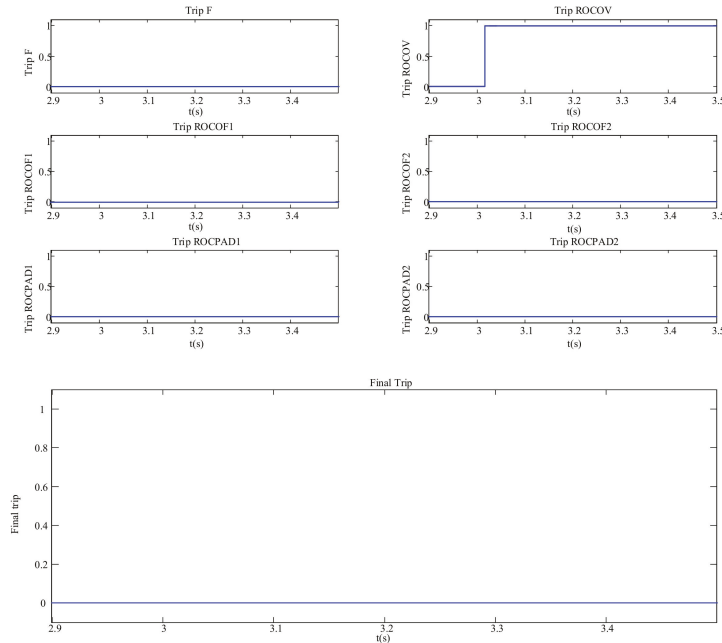 Trip F
Trip F
1
0.5
0
2.9 3 3.1 3.2 3.3 3.4
t(s)
Trip ROCOV
Trip ROCOV
1
0.5
0
2.9 3 3.1 3.2 3.3 3.4 3.5
t(s)
Trip ROCOF1
Trip ROCOF1
1
0.5
0
2.9 3 3.1 3.2 3.3 3.4
t(s)
Trip ROCOF2
Trip ROCOF2
1
0.5
0
2.9 3 3.1 3.2 3.3 3.4 3.5
t(s)
Trip ROCPAD1
Trip ROCPAD1
1
0.5
0
2.9 3 3.1 3.2 3.3 3.4
t(s)
Trip ROCPAD2
Trip ROCPAD2
1
0.5
0
2.9 3 3.1 3.2 3.3 3.4 3.5
t(s)
Final Trip
Final trip
1
0.8
0.6
0.4
0.2
0
2.9 3 3.1 3.2 3.3 3.4
t(s)